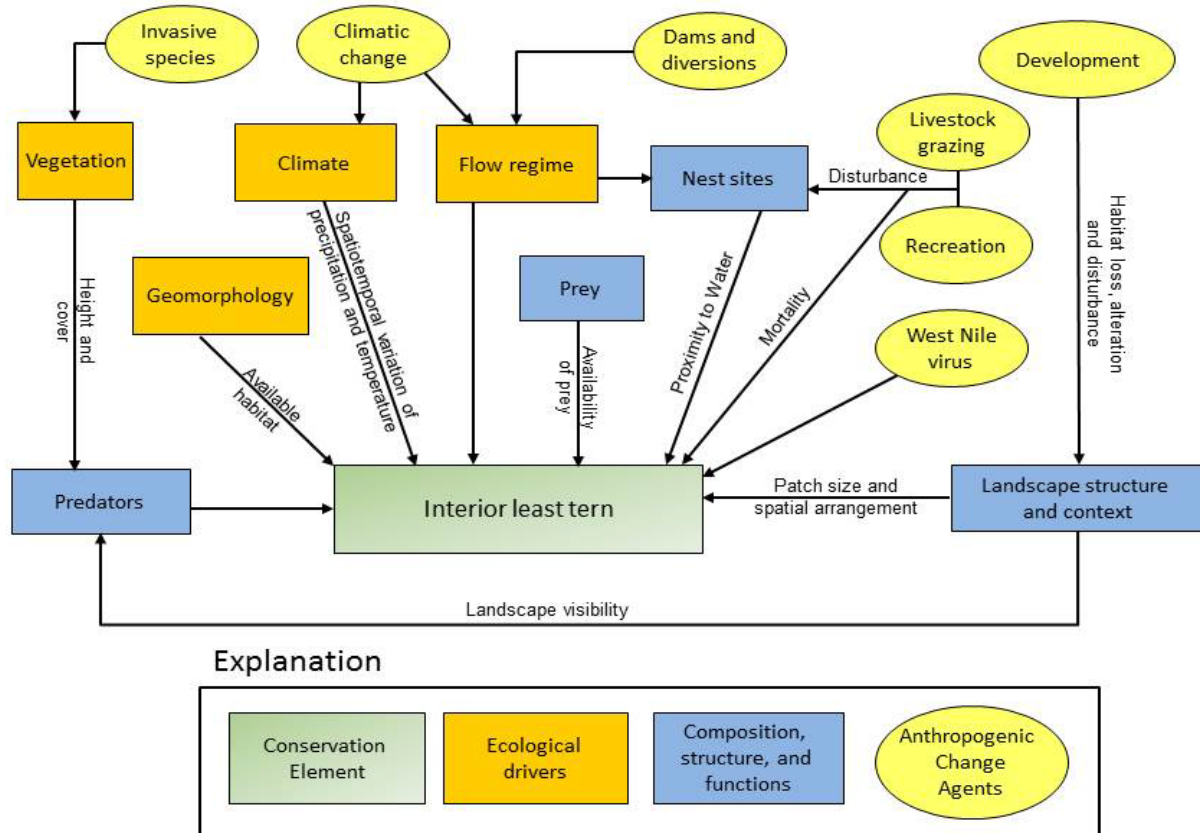 Invasive
species
Climatic
change
Dams and
diversions
Development
Livestock
grazing
Vegetation
Climate
Flow regime
Nest sites
Disturbance
Recreation
Habitat loss, alteration
and disturbance
Height and
cover
Geomorphology
Spatiotemporal variation of
precipitation and temperature
Prey
Proximity to Water
Mortality
West Nile
virus
Available
habitat
Availability
of prey
Predators
Interior least tern
Patch size and
spatial arrangement
Landscape structure
and context
Landscape visibility
Explanation
Conservation
Element
Ecological
drivers
Composition,
structure, and
functions
Anthropogenic
Change
Agents